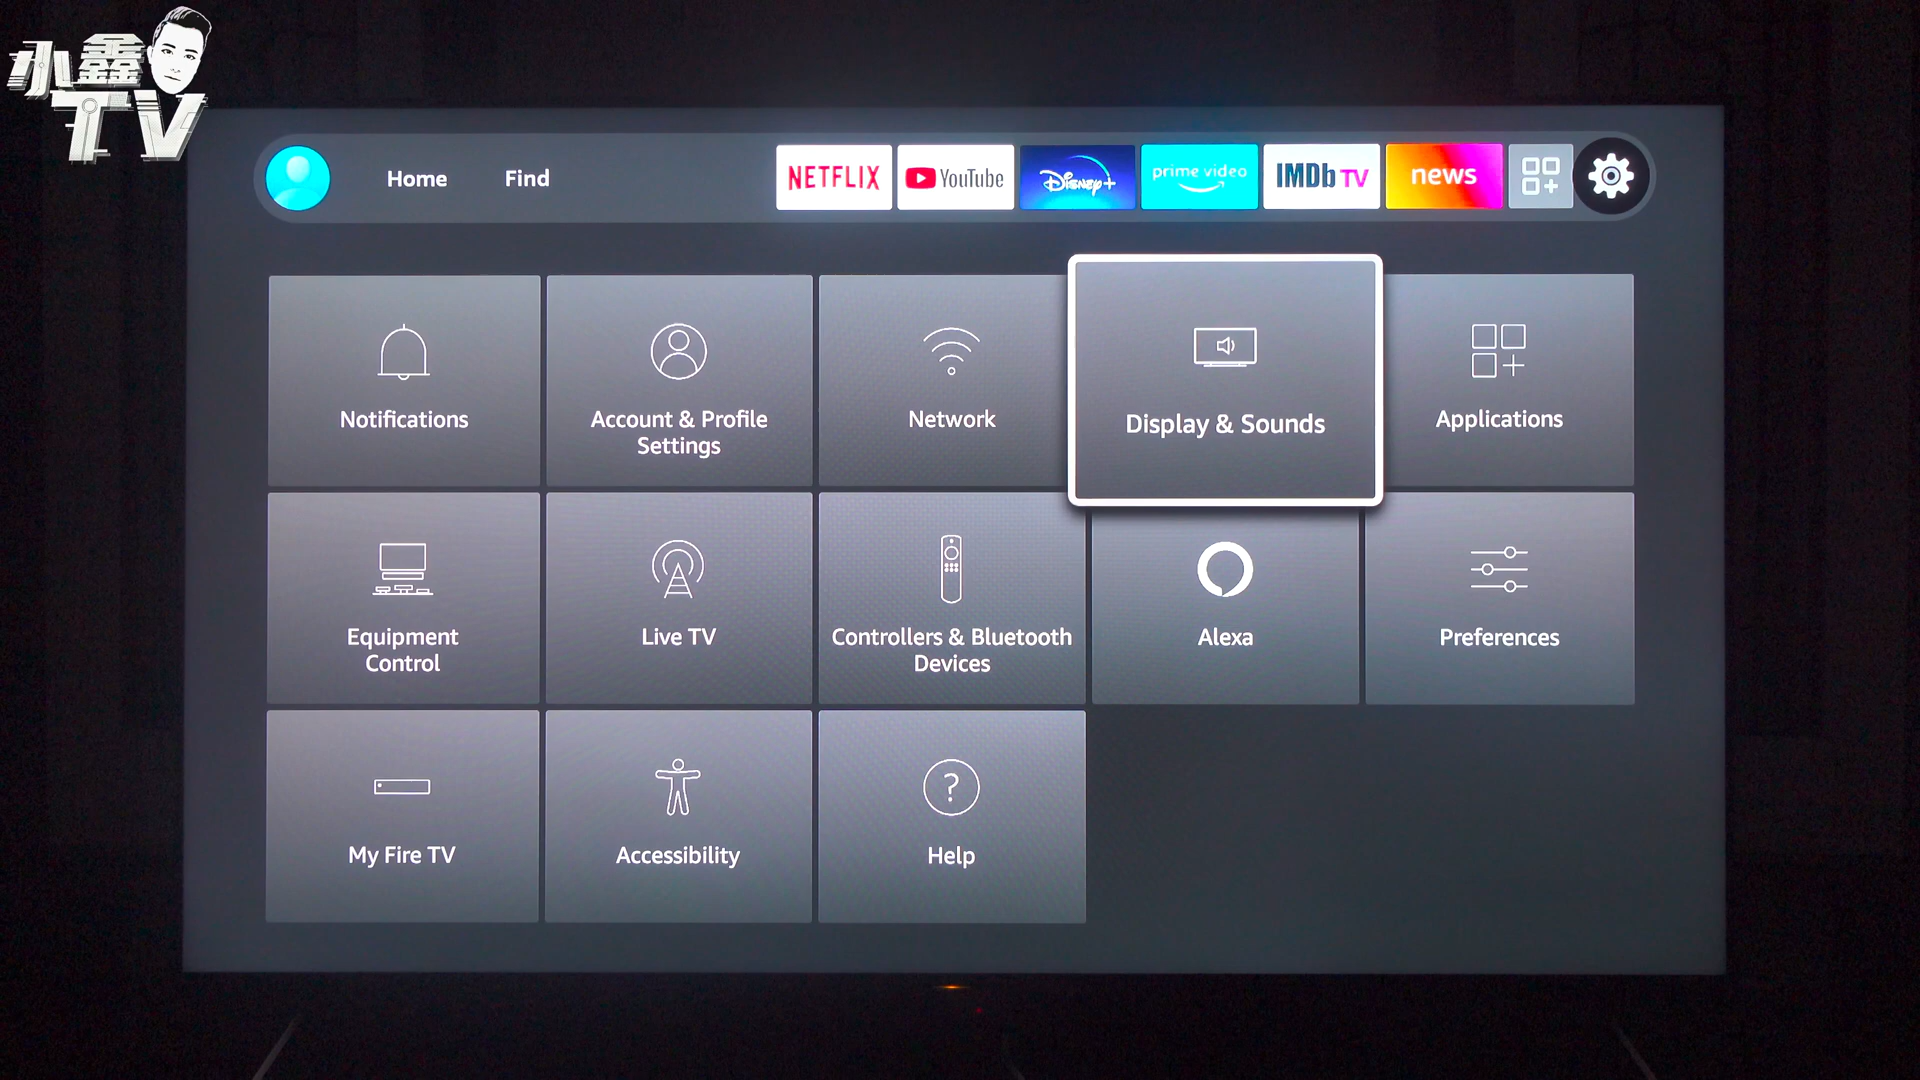 小鑫
TV
Home
Find
NETFLIX
YouTube
Disney+
prime video
IMDb TV
news
Notifications
Account & Profile
Settings
Network
Display & Sounds
Applications
Equipment
Control
Live TV
Controllers & Bluetooth
Devices
Alexa
Preferences
My Fire TV
Accessibility
Help